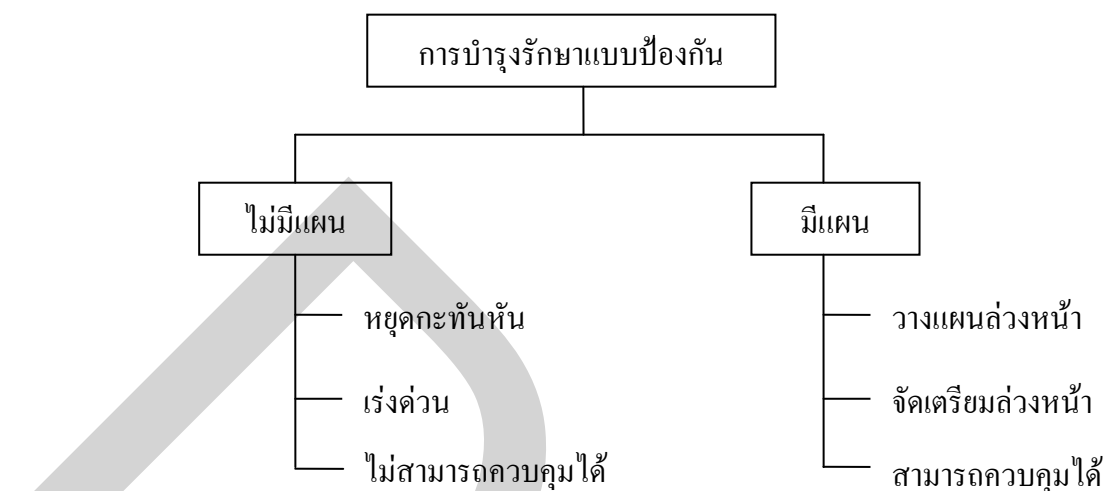 การบำรุงรักษาแบบป้องกัน
ไม่มีแผน
มีแผน
หยุดกะทันหัน
วางแผนล่วงหน้า
เร่งด่วน
จัดเตรียมล่วงหน้า
ไม่สามารถควบคุมได้
สามารถควบคุมได้